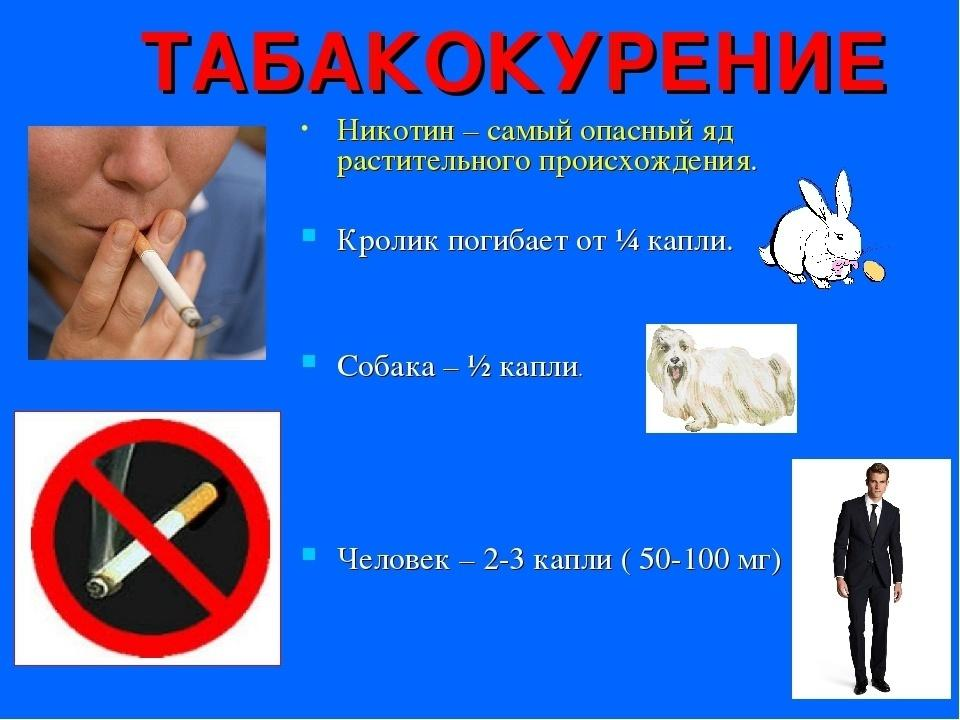 ТАБАКОКУРЕНИЕ
Никотин – самый опасный яд
растительного происхождения.
Кролик погибает от ¼ капли.
Собака – ½ капли.
Человек – 2-3 капли ( 50-100 мг)